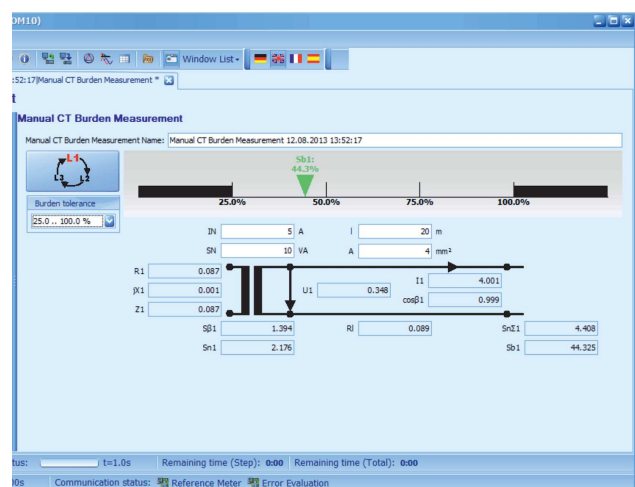 DM10)
Window List
:52:17|Manual CT Burden Measurement *
t
Manual CT Burden Measurement
Manual CT Burden Measurement Name: Manual CT Burden Measurement 12.08.2013 13:52:17
L1
L3 L2
Sb1:
44.3%
25.0% 50.0% 75.0% 100.0%
Burden tolerance
25.0 .. 100.0 %
IN 5 A l 20 m
SN 10 VA A 4 mm²
R1 0.087
I1 4.001
jX1 0.001
U1 0.348
cosβ1 0.999
Z1 0.087
Sβ1 1.394 Rl 0.089 SnΣ1 4.408
Sn1 2.176 Sb1 44.325
tus: t=1.0s Remaining time (Step): 0:00 Remaining time (Total): 0:00
00s Communication status: Reference Meter Error Evaluation